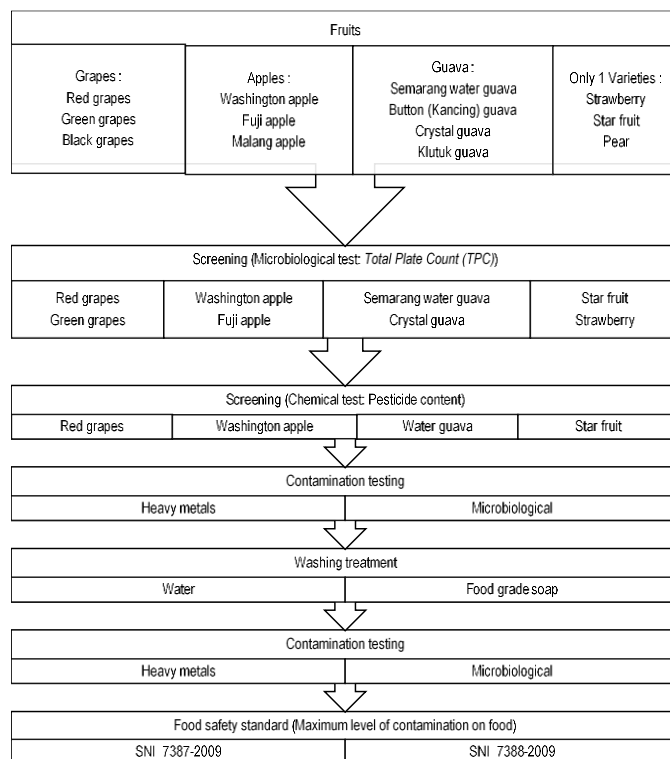 Fruits
Grapes :
Red grapes
Green grapes
Black grapes
Apples :
Washington apple
Fuji apple
Malang apple
Guava :
Semarang water guava
Button (Kancing) guava
Crystal guava
Klutuk guava
Only 1 Varieties :
Strawberry
Star fruit
Pear
Screening (Microbiological test: Total Plate Count (TPC))
Red grapes
Green grapes
Washington apple
Fuji apple
Semarang water guava
Crystal guava
Star fruit
Strawberry
Screening (Chemical test: Pesticide content)
Red grapes
Washington apple
Water guava
Star fruit
Contamination testing
Heavy metals
Microbiological
Washing treatment
Water
Food grade soap
Contamination testing
Heavy metals
Microbiological
Food safety standard (Maximum level of contamination on food)
SNI 7387-2009
SNI 7388-2009